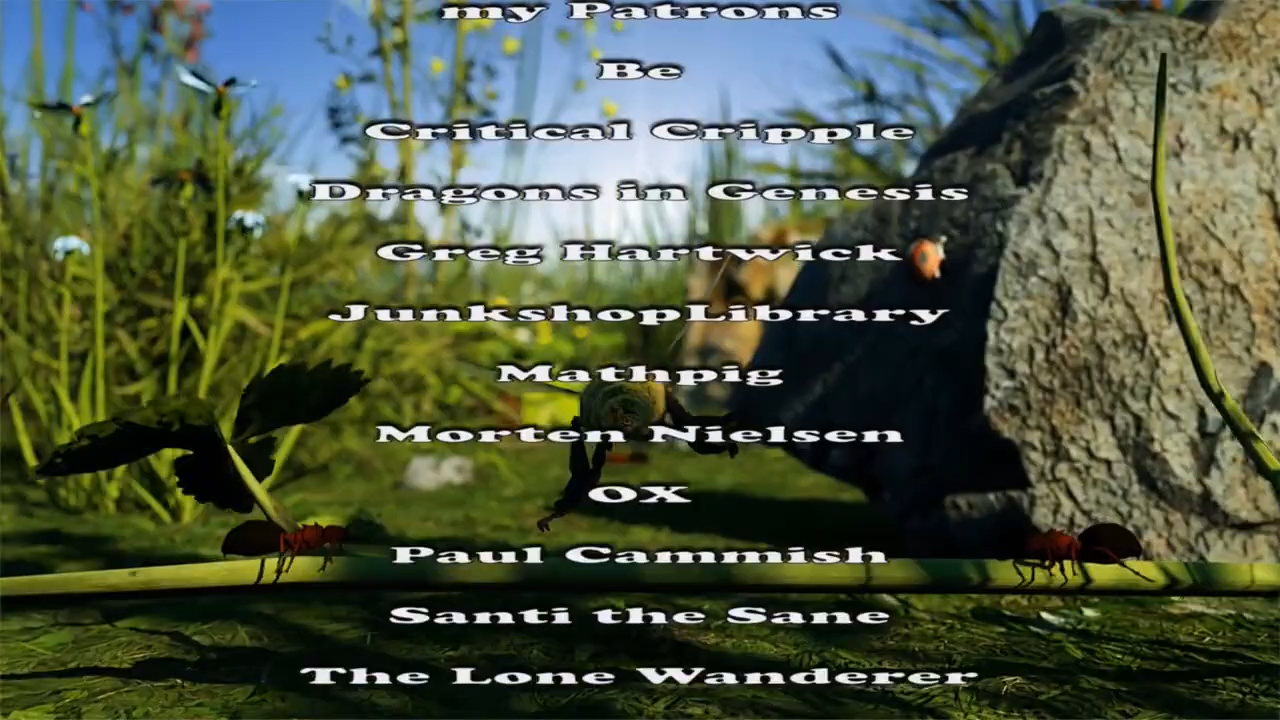 my Patrons
Be
Critical Cripple
Dragons in Genesis
Greg Hartwick
JunkshopLibrary
Mathpig
Morten Nielsen
OX
Paul Cammish
Santi the Sane
The Lone Wanderer